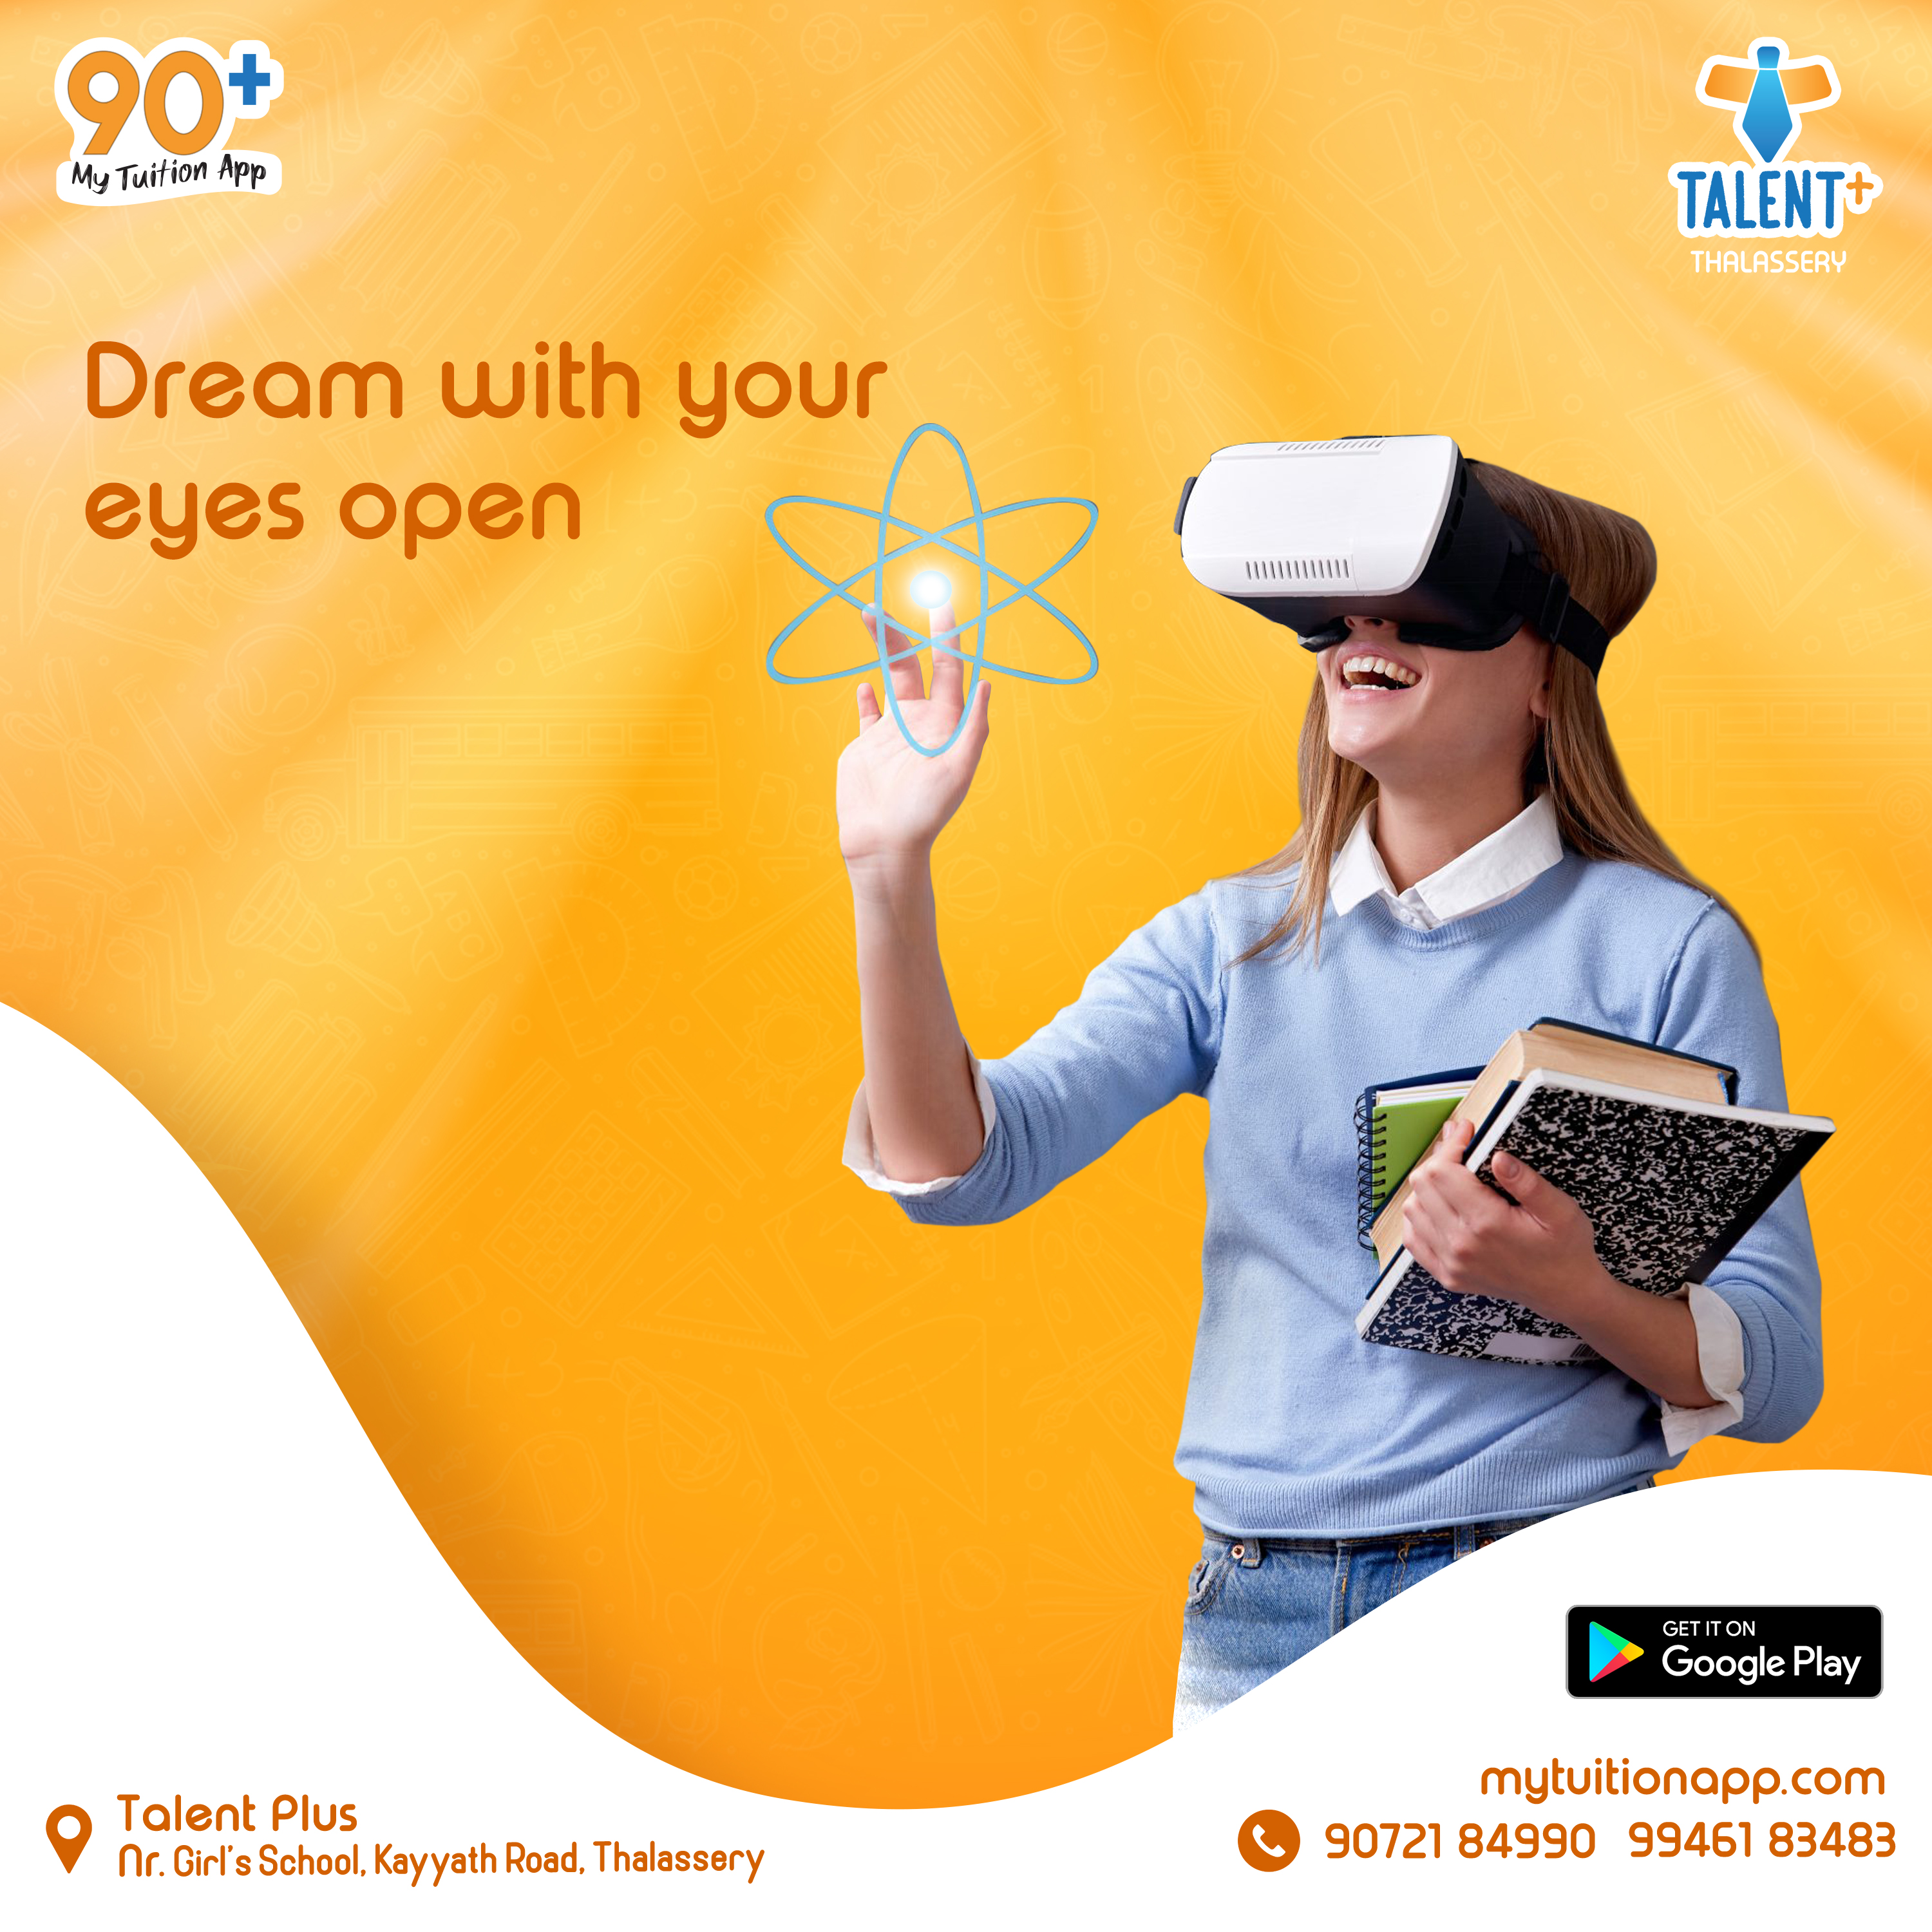 90+
My Tuition App
TALENT+
THALASSERY
Dream with your
eyes open
GET IT ON
Google Play
mytuitionapp.com
90721 84990 99461 83483
Talent Plus
Nr. Girl's School, Kayyath Road, Thalassery